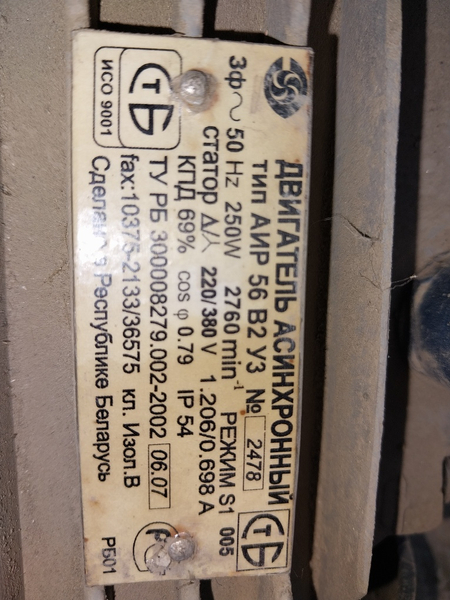 ДВИГАТЕЛЬ АСИНХРОННЫЙ СТБ
ТИП АИР 56 В2 У3 № 2478
3ф~ 50 Hz 250W 2760 min⁻¹ РЕЖИМ S1 005
статор Δ/⅄ 220/380 V 1.206/0,698 А
КПД 69% cos φ 0.79 IP 54
ТУ РБ 300008279.002-2002 06.07
fax:10375-2133/36575 кл. Изол.В
Сделано в Республике Беларусь РБ01
СТБ
ИСО 9001